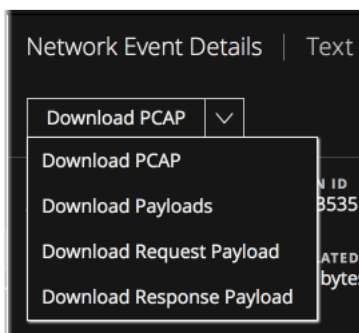 Network Event Details | Text
Download PCAP
Download PCAP
Download Payloads
N ID
3535
Download Request Payload
ATED
bytes
Download Response Payload